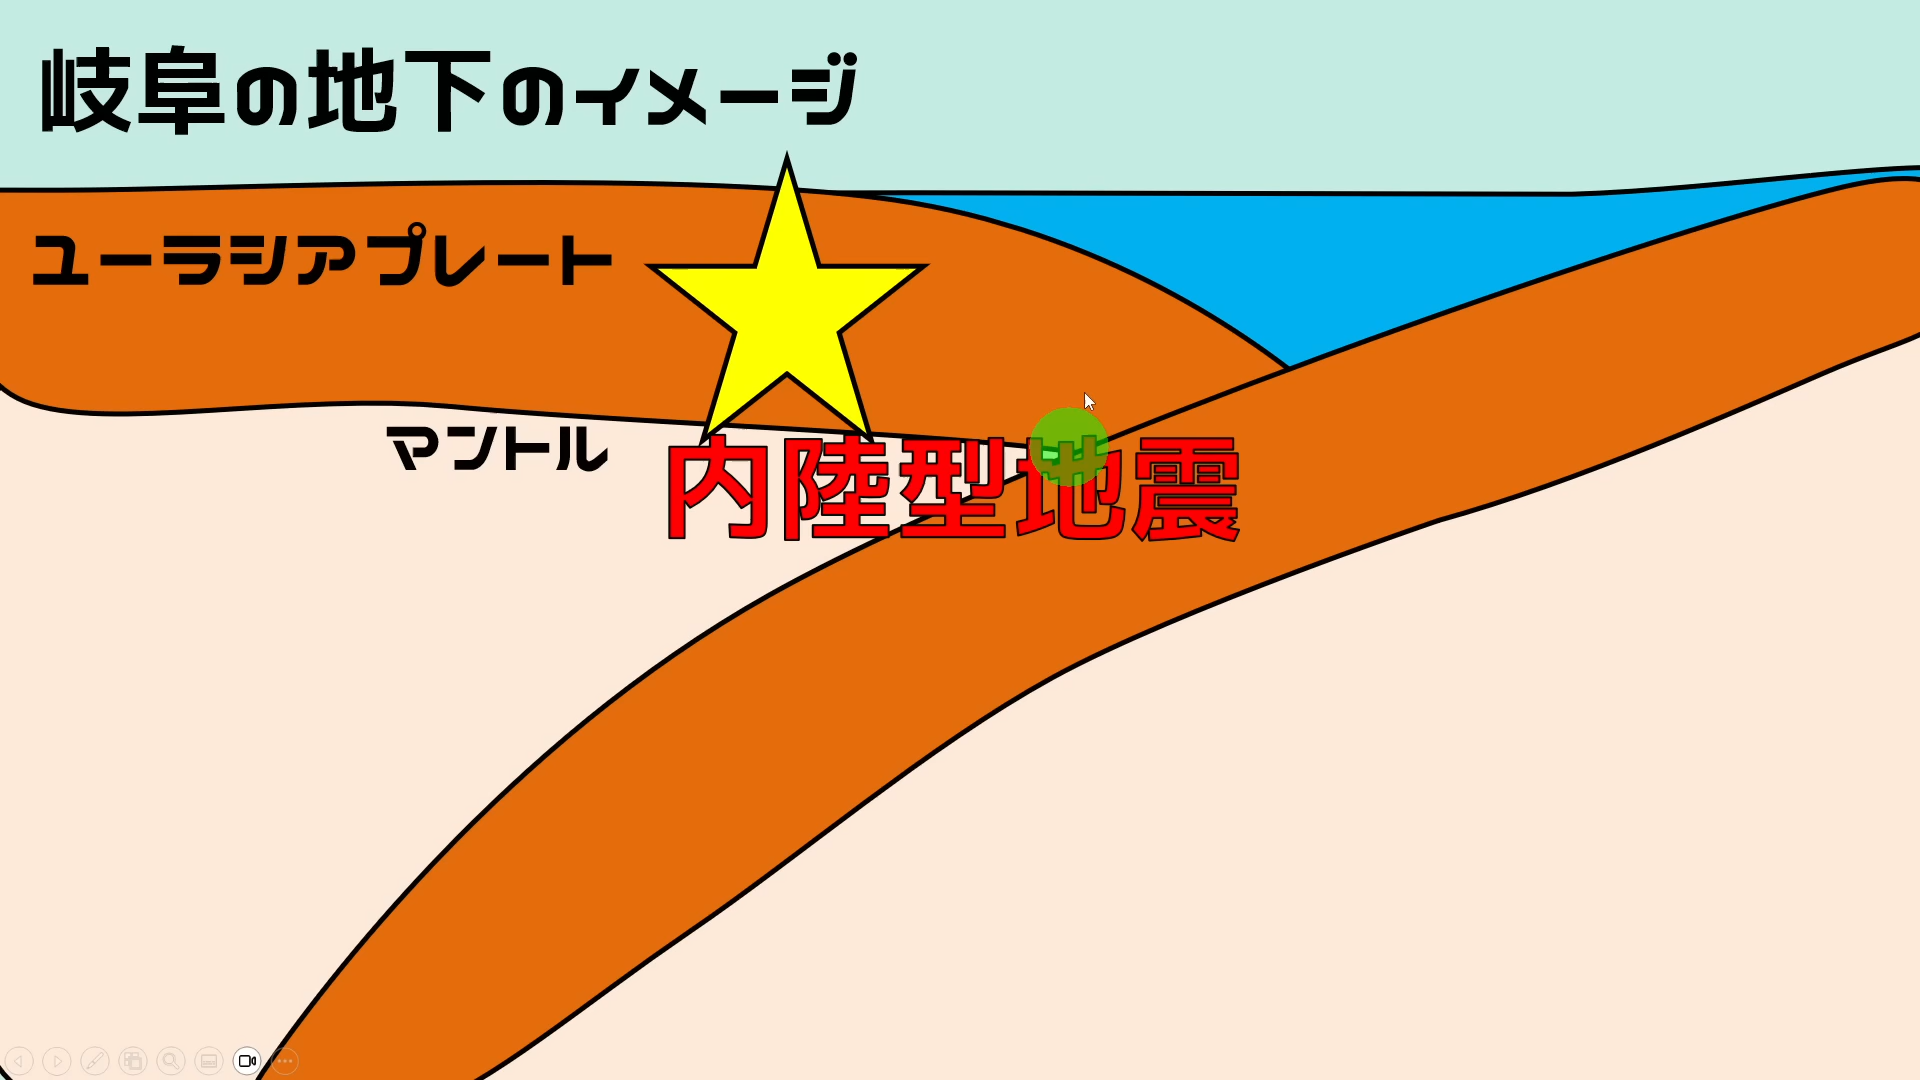 岐阜の地下のイメージ
ユーラシアプレート
マントル
内陸型地震